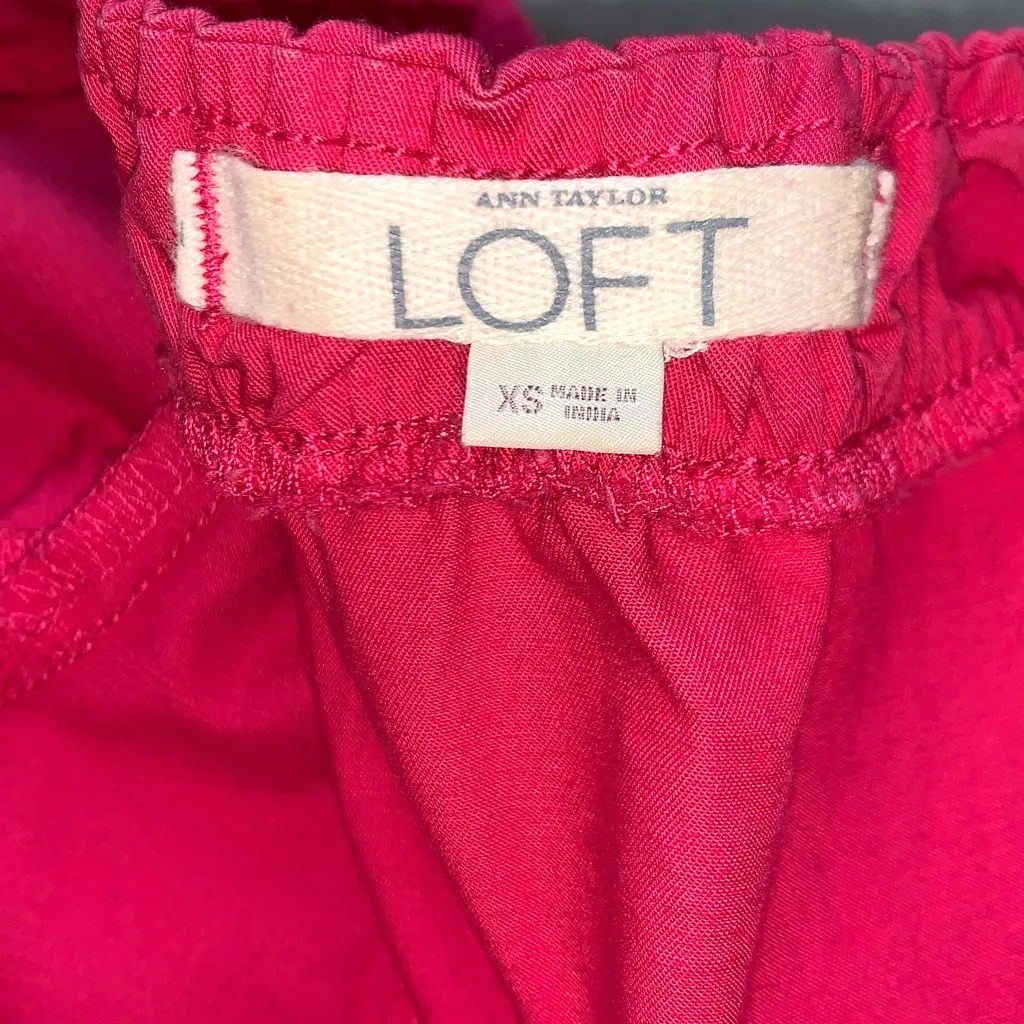 ANN TAYLOR
LOFT
XS MADE IN
INDIA